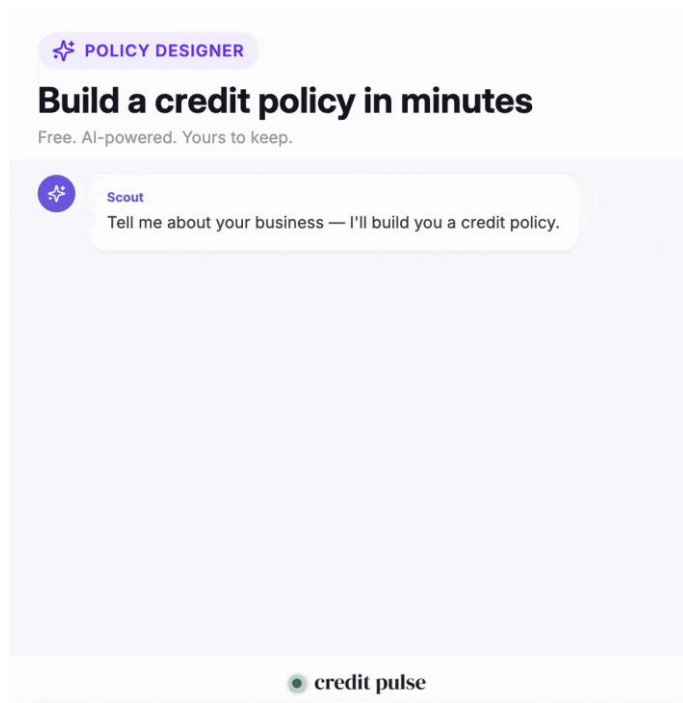 POLICY DESIGNER
Build a credit policy in minutes
Free. AI-powered. Yours to keep.
Scout
Tell me about your business — I'll build you a credit policy.
credit pulse